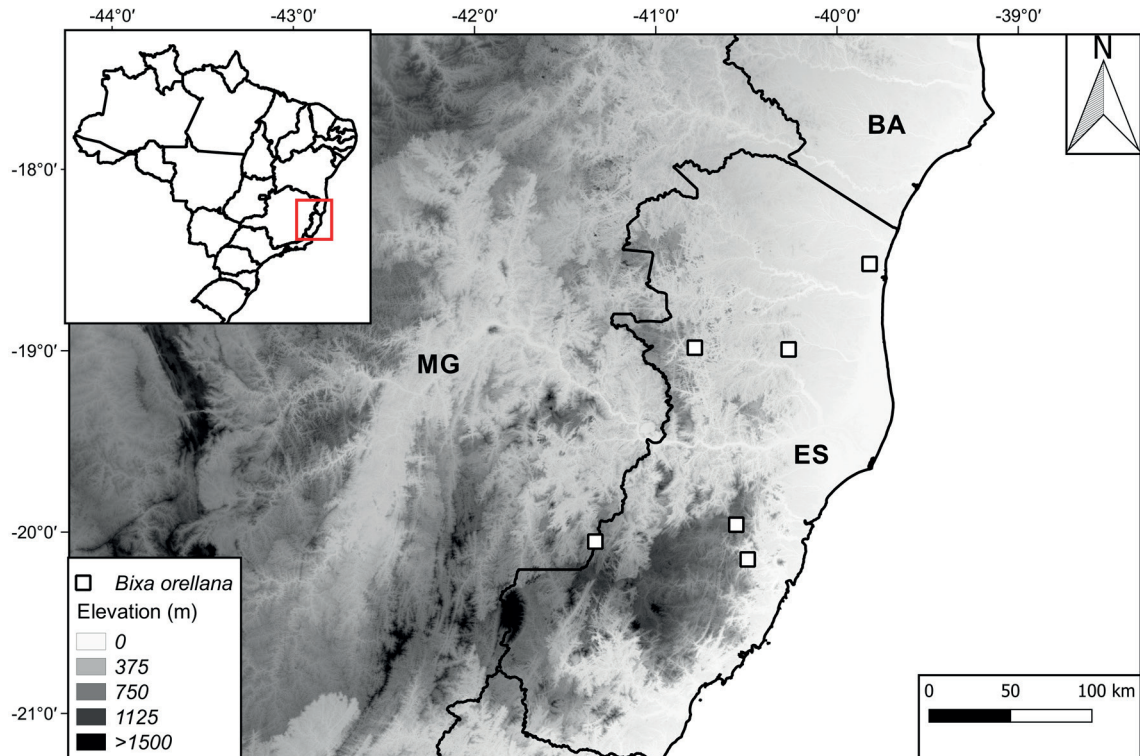 -44°0′ -43°0′ -42°0′ -41°0′ -40°0′ -39°0′
N
BA
-18°0′
-19°0′
MG
ES
-20°0′
Bixa orellana
Elevation (m)
0
375
750
1125
>1500
0 50 100 km
-21°0′